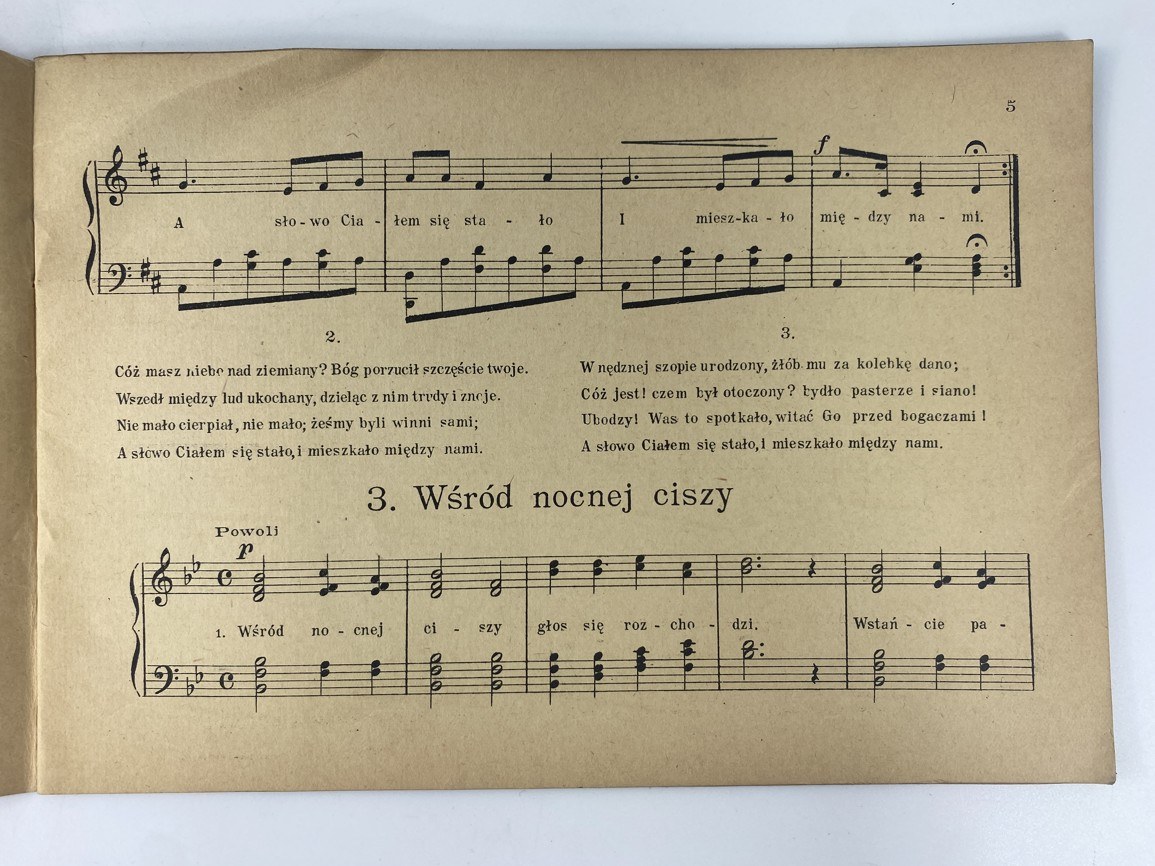 5
f
A sło - wo Cia - łem się sta - ło I miesz-ka - ło mię - dzy na - mi.
2.
Cóż masz niebo nad ziemiany? Bóg porzucił szczęście twoje.
Wszedł między lud ukochany, dzieląc z nim trudy i znoje.
Nie mało cierpiał, nie mało; żeśmy byli winni sami;
A słowo Ciałem się stało, i mieszkało między nami.
3.
W nędznej szopie urodzony, żłób mu za kolebkę dano;
Cóż jest! czem był otoczony? bydło pasterze i siano!
Ubodzy! Was to spotkało, witać Go przed bogaczami!
A słowo Ciałem się stało, i mieszkało między nami.
3. Wśród nocnej ciszy
Powoli
p
1. Wśród no - cnej ci - szy głos się roz - cho - dzi. Wstań - cie pa -